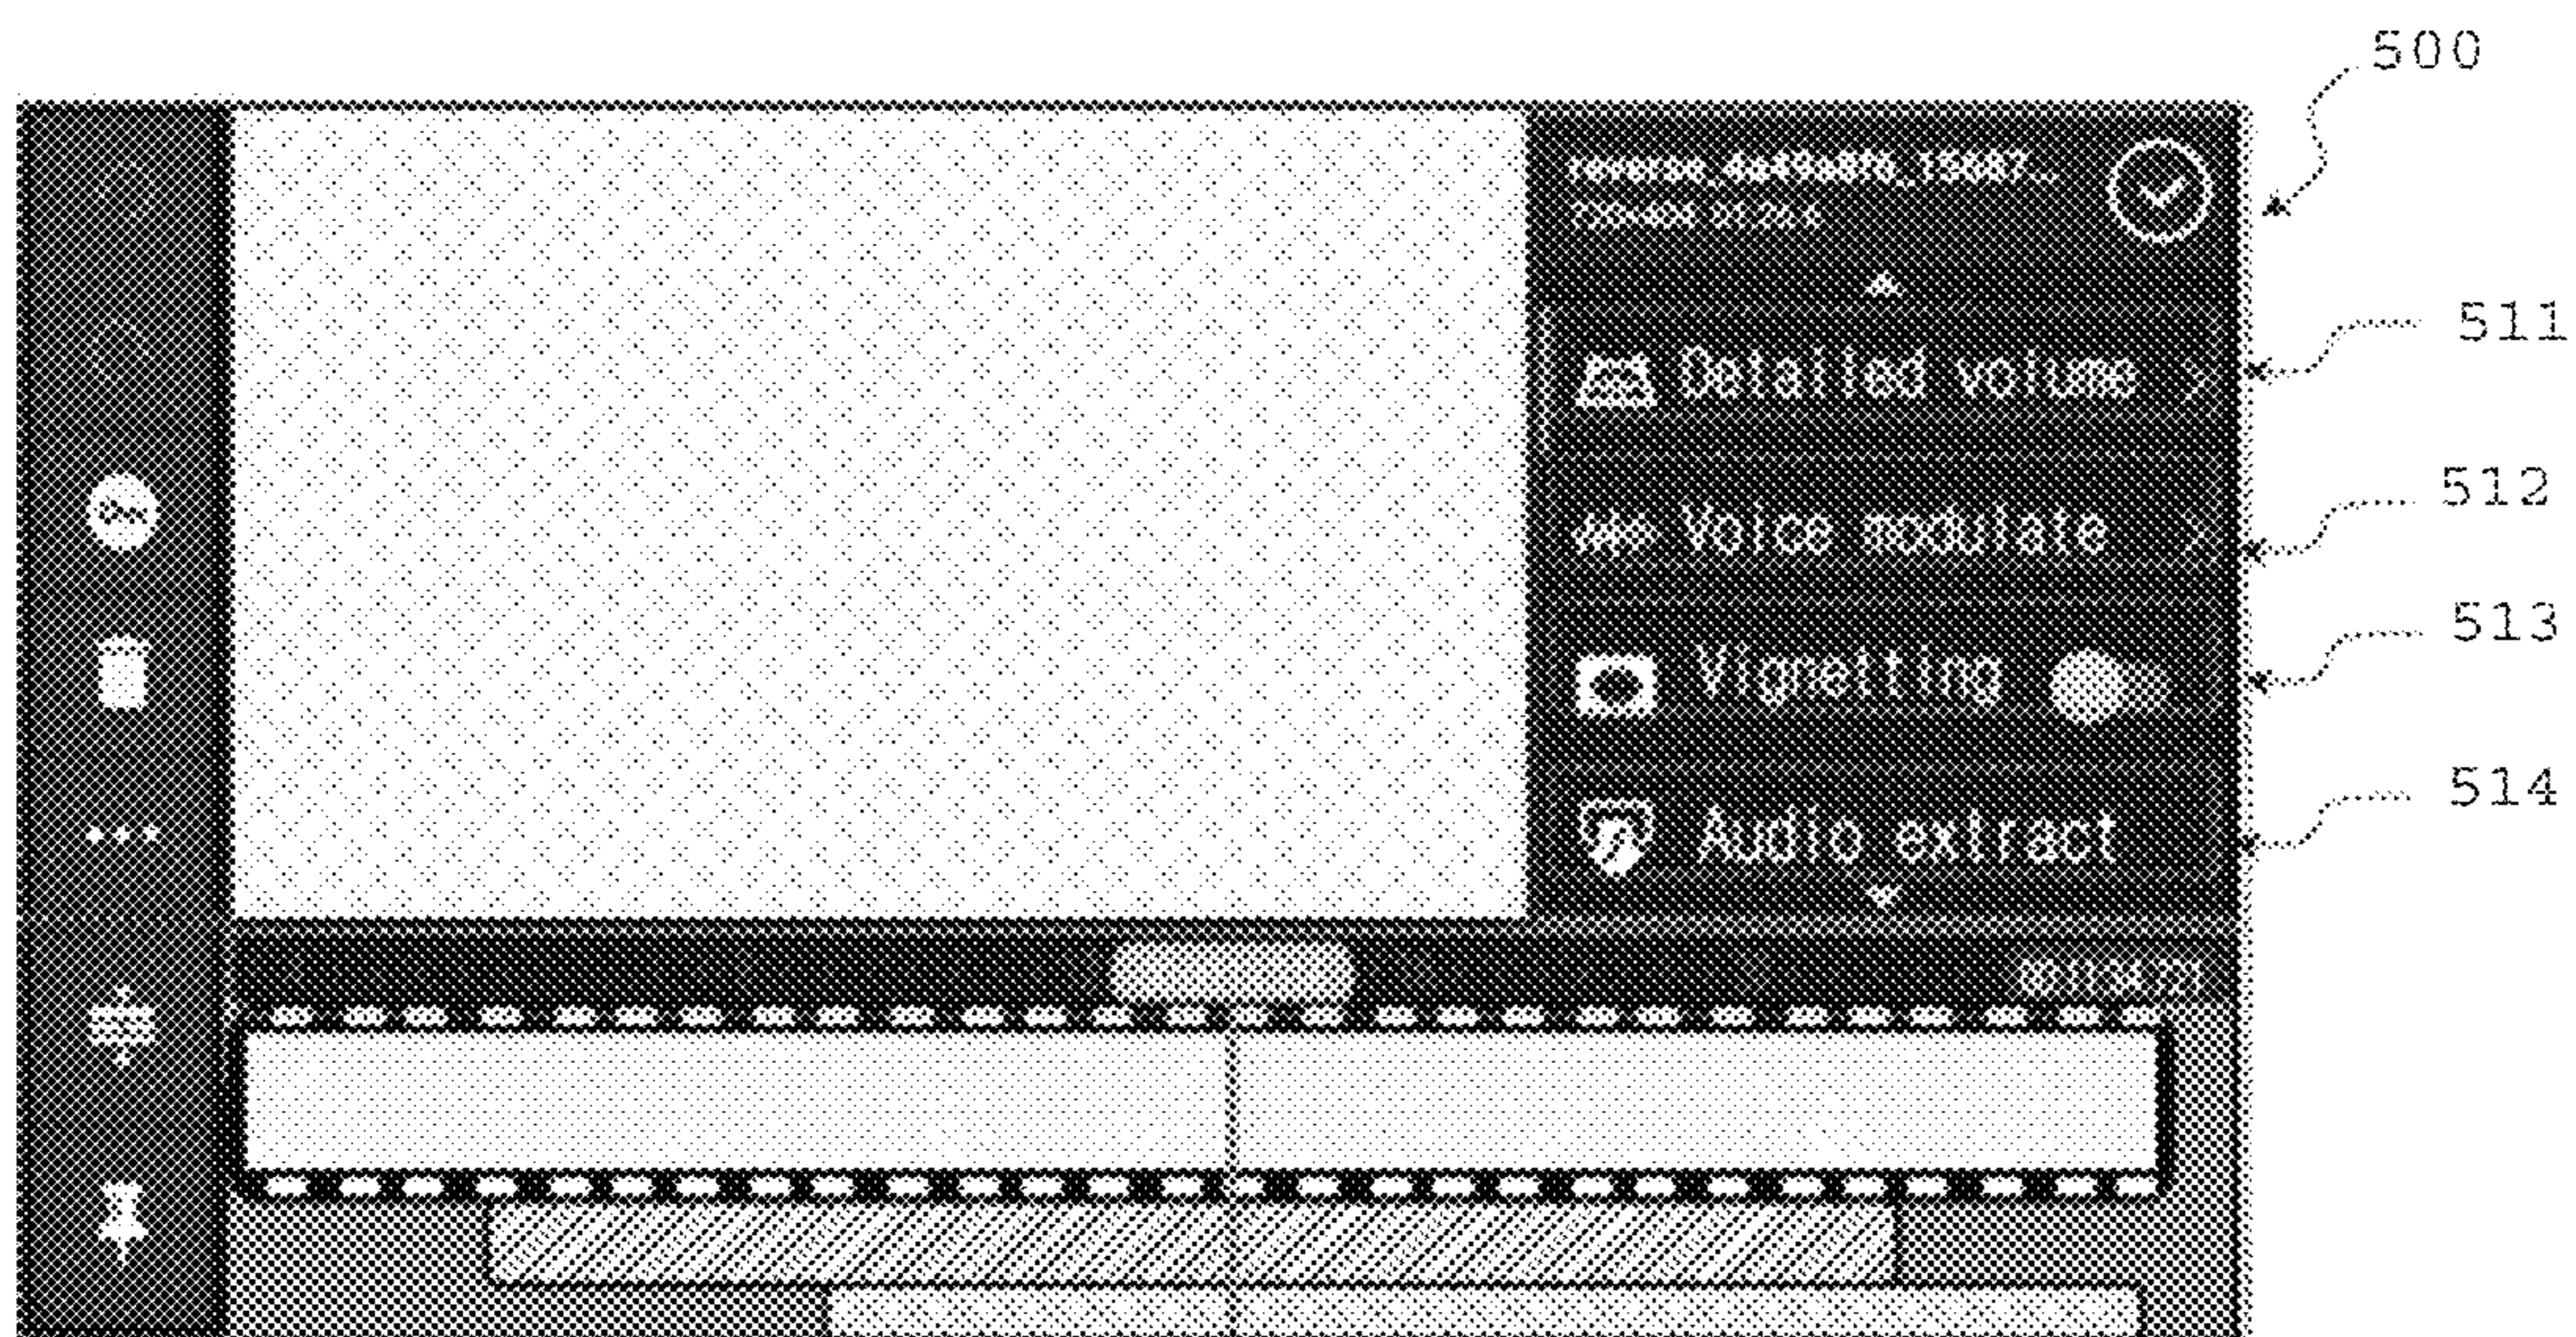 500
511
Detailed volume
512
Voice modulate
513
Vignetting
514
Audio extract